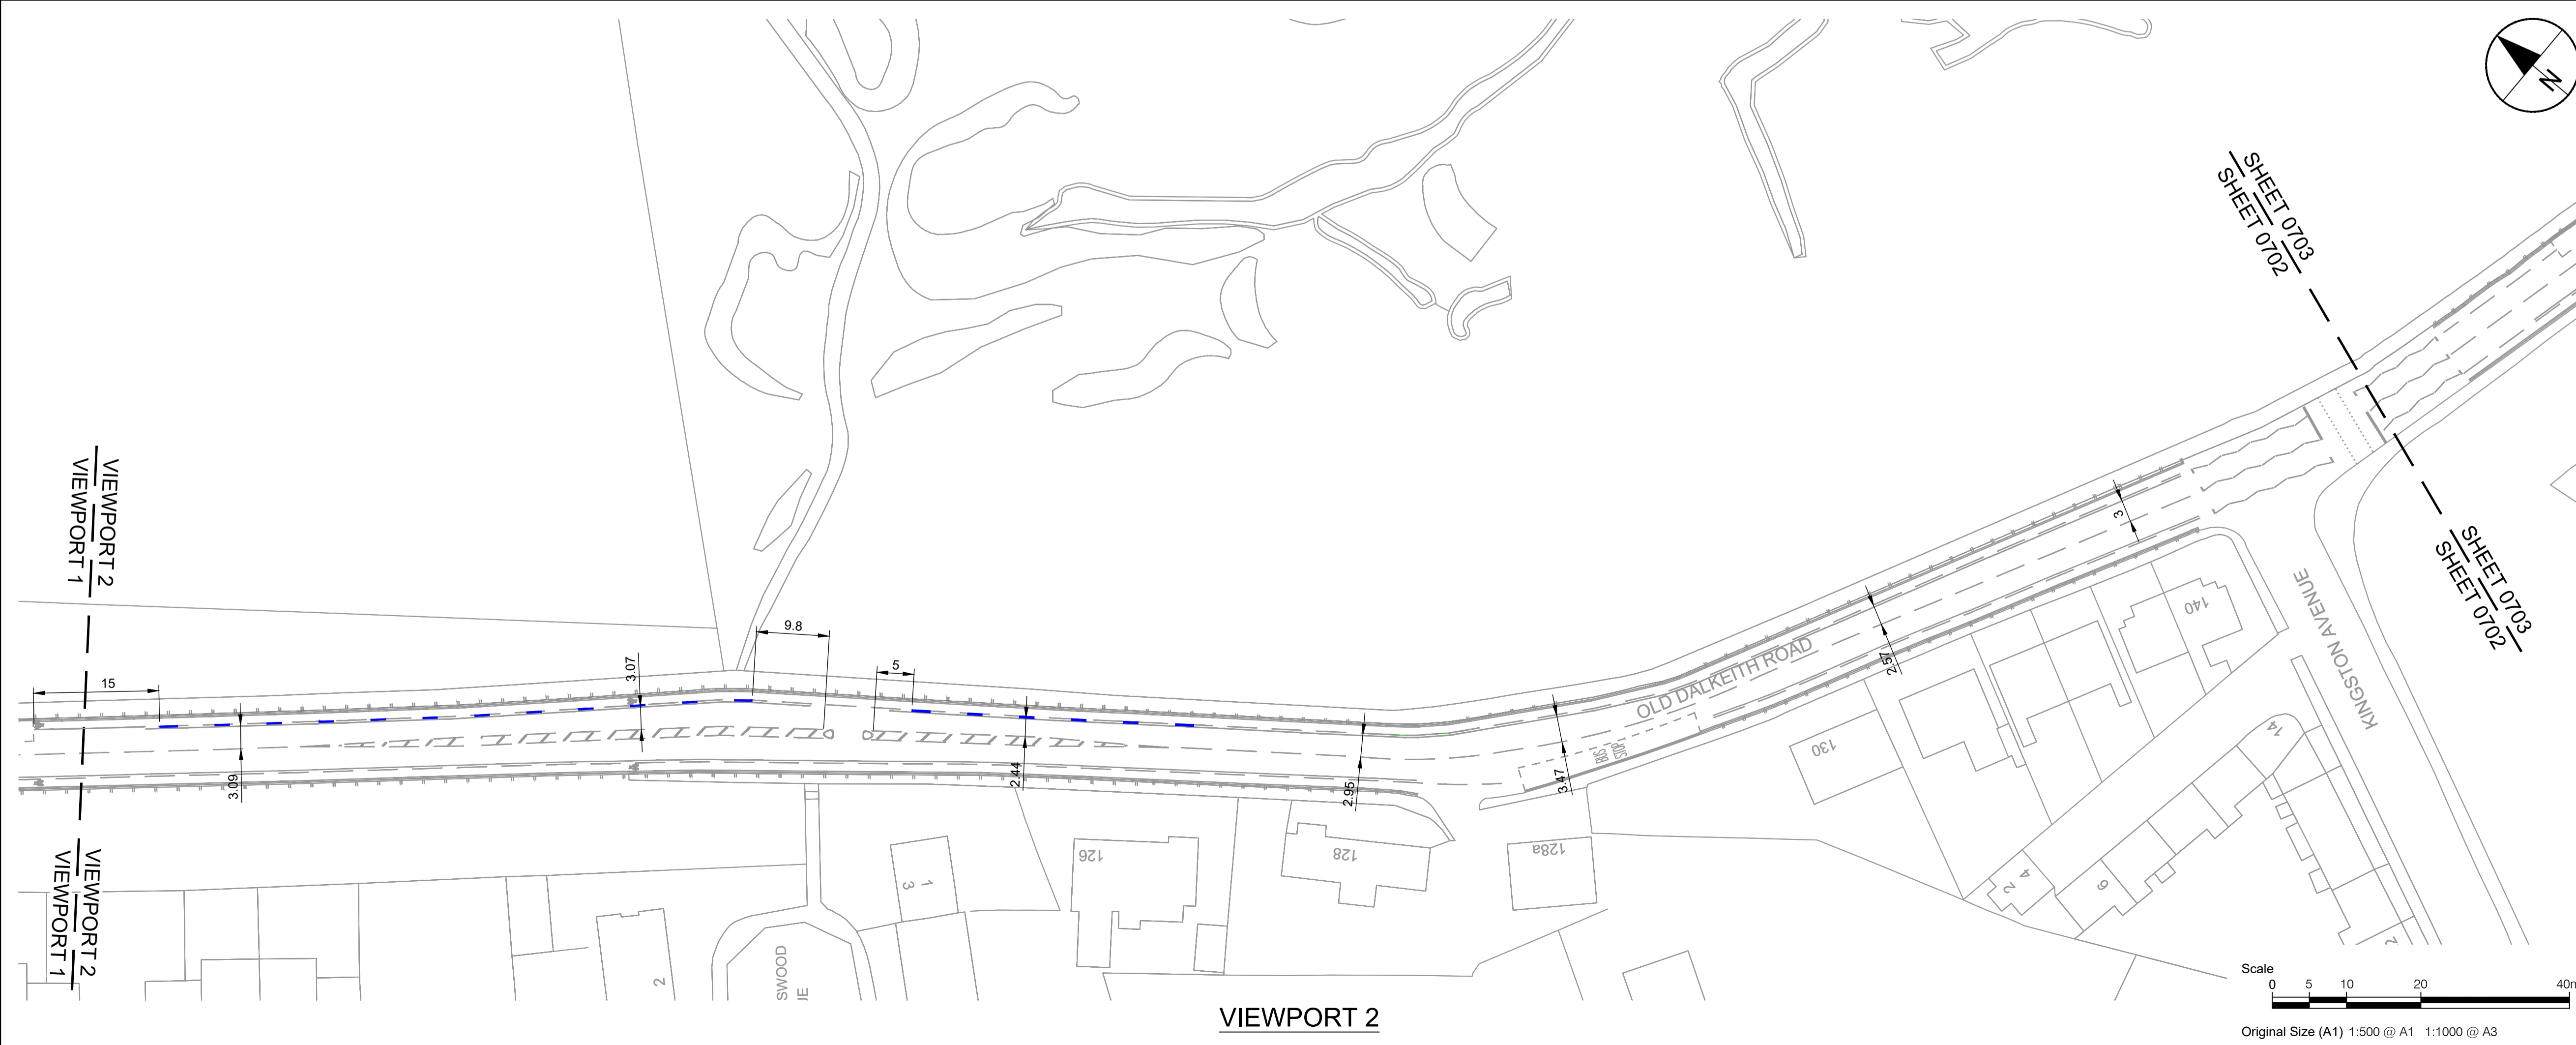 N
SHEET 0703
SHEET 0702
VIEWPORT 2
VIEWPORT 1
15
3.09
3.07
9.8
5
2.44
2.95
3.47
2.57
3
OLD DALKEITH ROAD
BUS
STOP
KINGSTON AVENUE
SHEET 0703
SHEET 0702
140
130
14
128a
128
126
1
3
2
4
2
6
2
SWOOD
UE
VIEWPORT 2
VIEWPORT 1
VIEWPORT 2
Scale
0 5 10 20 40m
Original Size (A1) 1:500 @ A1 1:1000 @ A3